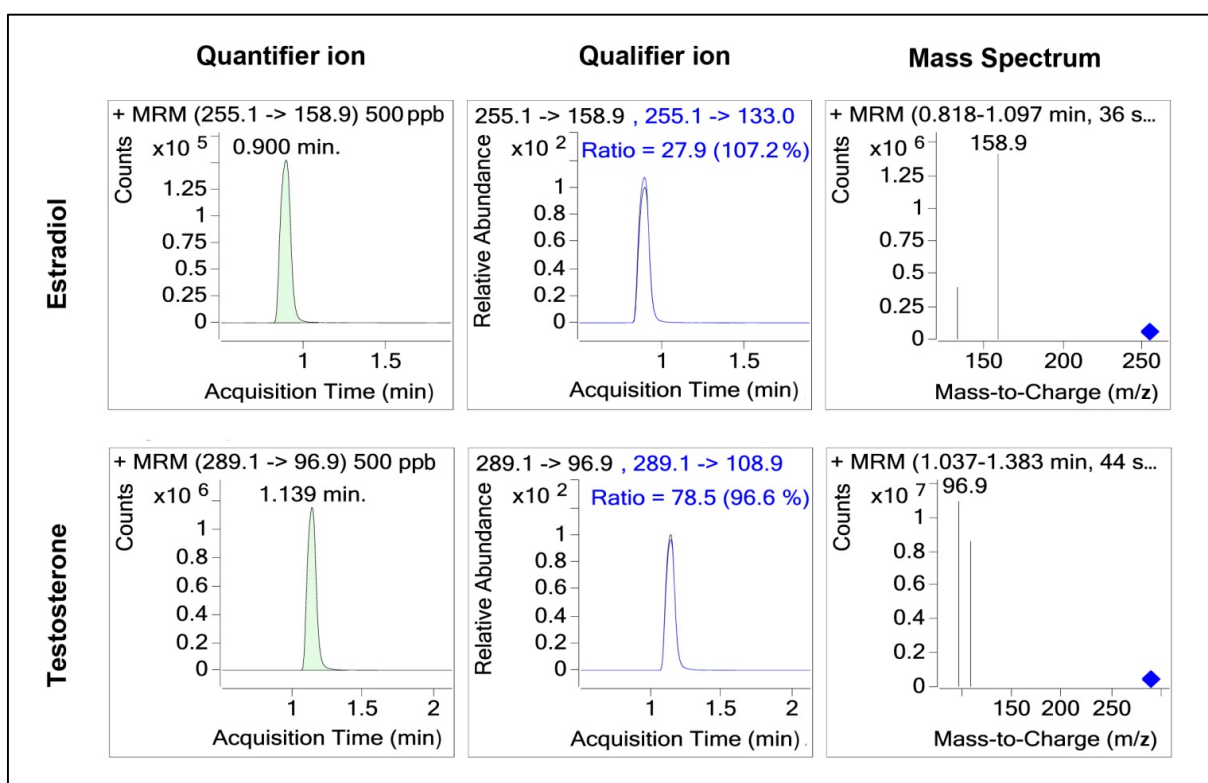 Quantifier ion
Qualifier ion
Mass Spectrum
Estradiol
+ MRM (255.1 -> 158.9) 500 ppb
x10 5
0.900 min.
Counts
1.25
1
0.75
0.5
0.25
0
1
1.5
Acquisition Time (min)
255.1 -> 158.9 , 255.1 -> 133.0
x10 2
Ratio = 27.9 (107.2 %)
Relative Abundance
1
0.8
0.6
0.4
0.2
0
1
1.5
Acquisition Time (min)
+ MRM (0.818-1.097 min, 36 s...
x10 6
158.9
Counts
1.25
1
0.75
0.5
0.25
0
150
200
250
Mass-to-Charge (m/z)
Testosterone
+ MRM (289.1 -> 96.9) 500 ppb
x10 6
1.139 min.
Counts
1
0.8
0.6
0.4
0.2
0
1
2
Acquisition Time (min)
289.1 -> 96.9 , 289.1 -> 108.9
x10 2
Ratio = 78.5 (96.6 %)
Relative Abundance
1
0.8
0.6
0.4
0.2
0
1
2
Acquisition Time (min)
+ MRM (1.037-1.383 min, 44 s...
x10 7
96.9
Counts
1
0.8
0.6
0.4
0.2
0
150
200
250
Mass-to-Charge (m/z)